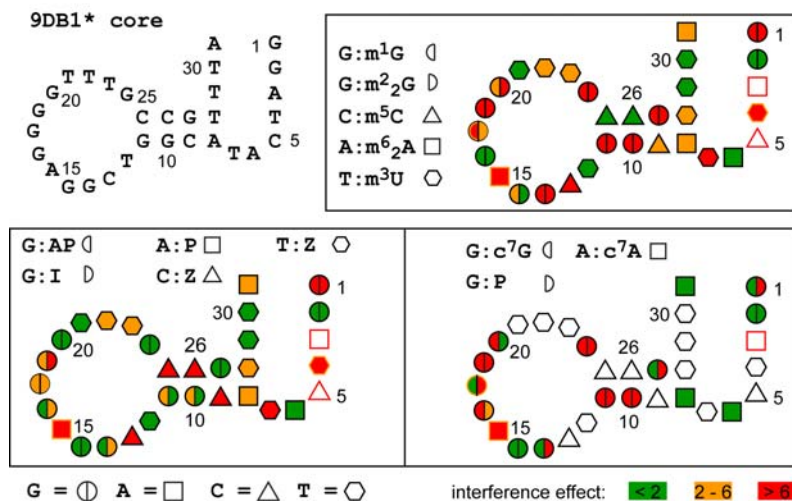 9DB1* core
A 1 G
30 T G
T T T T A
G 20 G 25 T T
G C C G T C
G C G G C A T A 5
G 15 T 10
A G G C
G:m¹G
G:m²₂G
C:m⁵C
A:m⁶₂A
T:m³U
1
30
20 26
5
15 10
G:AP A:P T:Z
G:I C:Z
1
30
20 26
5
15 10
G:c⁷G A:c⁷A
G:P
1
30
20 26
5
15 10
G = A = C = T =
interference effect: < 2 2 - 6 > 6